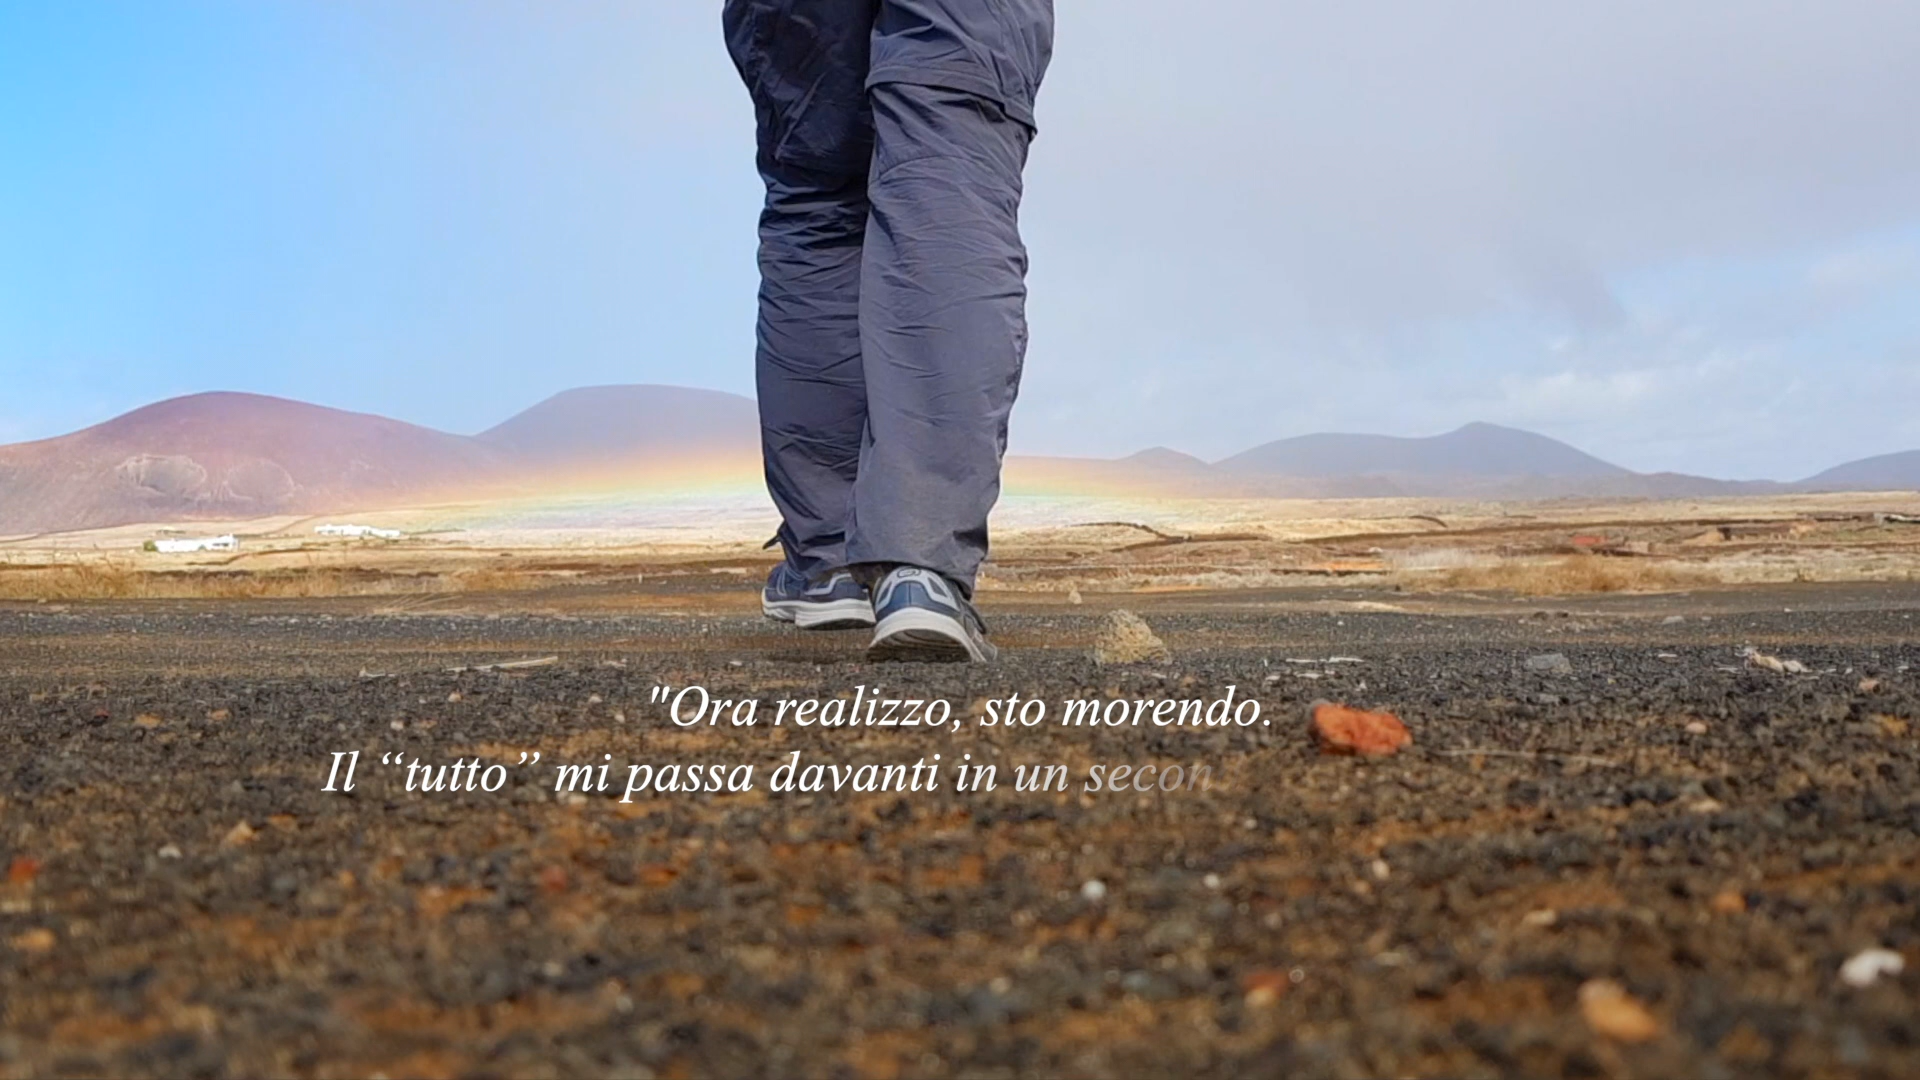 "Ora realizzo, sto morendo.
Il “tutto” mi passa davanti in un secon